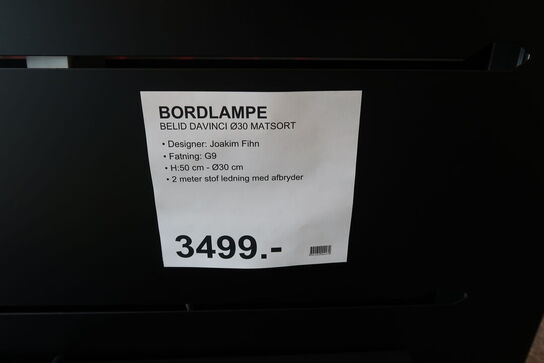 BORDLAMPE
BELID DAVINCI Ø30 MATSORT
• Designer: Joakim Fihn
• Fatning: G9
• H:50 cm - Ø30 cm
• 2 meter stof ledning med afbryder
3499.-